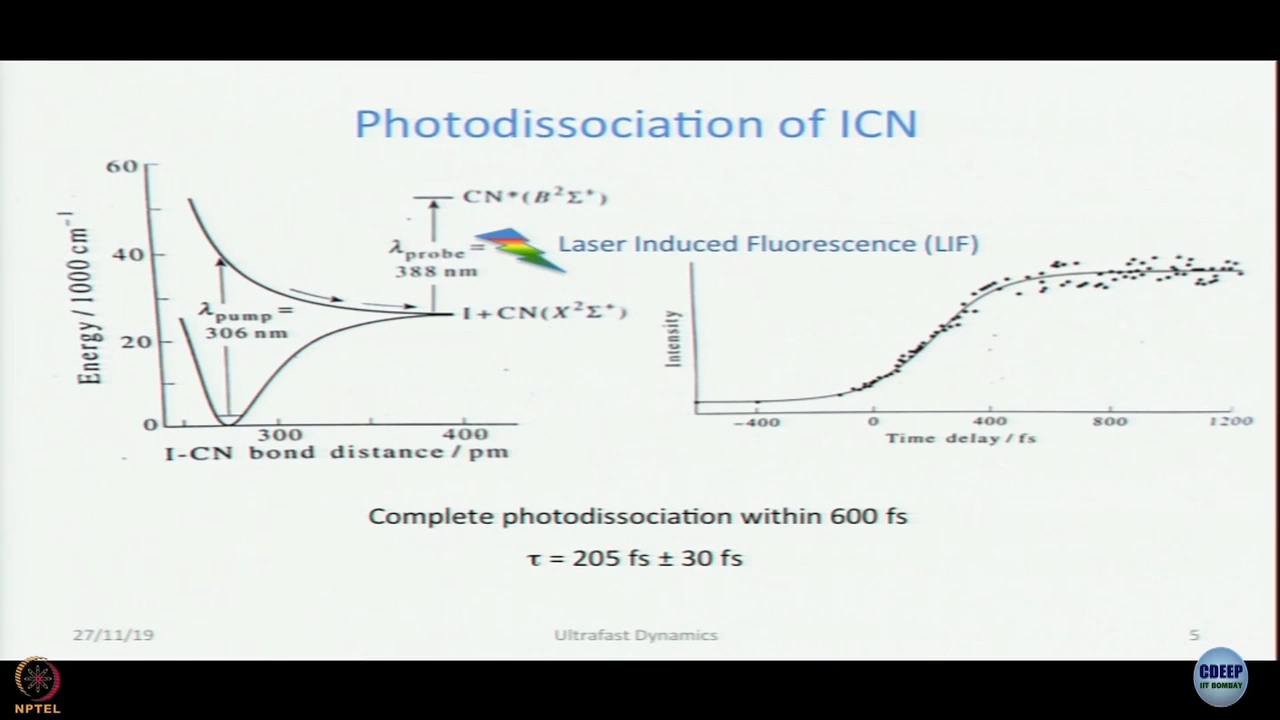 Photodissociation of ICN
60
40
20
0
Energy / 1000 cm⁻¹
300
400
I-CN bond distance / pm
λpump =
306 nm
CN*(B²Σ⁺)
λprobe =
388 nm
I + CN(X²Σ⁺)
Laser Induced Fluorescence (LIF)
Intensity
−400
0
400
800
1200
Time delay / fs
Complete photodissociation within 600 fs
τ = 205 fs ± 30 fs
27/11/19
Ultrafast Dynamics
5
NPTEL
CDEEP
IIT BOMBAY